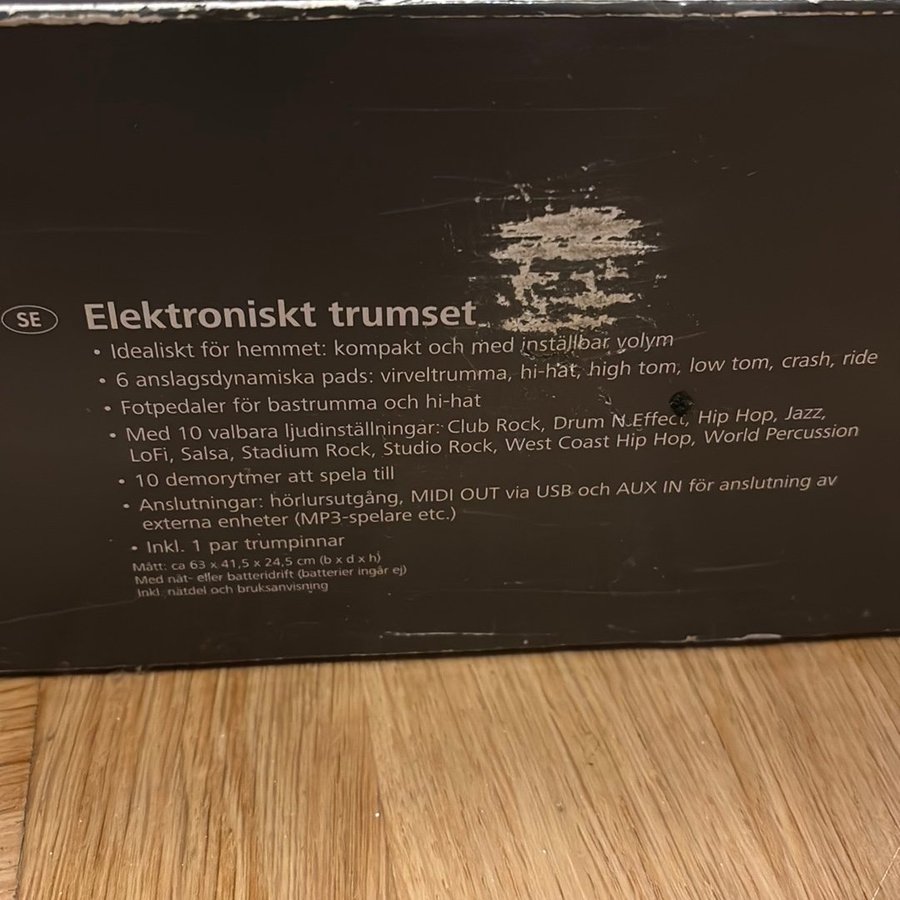 SE Elektroniskt trumset
• Idealiskt för hemmet: kompakt och med inställbar volym
• 6 anslagsdynamiska pads: virveltrumma, hi-hat, high tom, low tom, crash, ride
• Fotpedaler för bastrumma och hi-hat
• Med 10 valbara ljudinställningar: Club Rock, Drum N Effect, Hip Hop, Jazz,
LoFi, Salsa, Stadium Rock, Studio Rock, West Coast Hip Hop, World Percussion
• 10 demorytmer att spela till
• Anslutningar: hörlursutgång, MIDI OUT via USB och AUX IN för anslutning av
externa enheter (MP3-spelare etc.)
• Inkl. 1 par trumpinnar
Mått: ca 63 x 41,5 x 24,5 cm (b x d x h)
Med nät- eller batteridrift (batterier ingår ej)
Inkl. nätdel och bruksanvisning